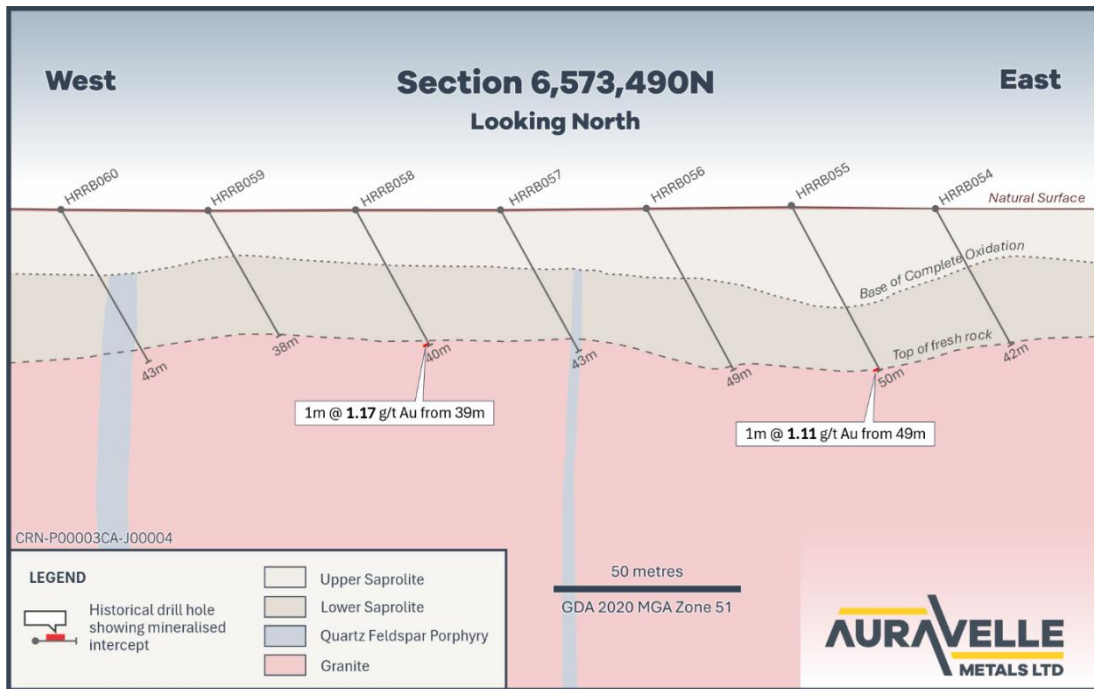 West
Section 6,573,490N
East
Looking North
HRRB060
HRRB059
HRRB058
HRRB057
HRRB056
HRRB055
HRRB054
Natural Surface
Base of Complete Oxidation
Top of fresh rock
43m
38m
40m
43m
49m
50m
42m
1m @ 1.17 g/t Au from 39m
1m @ 1.11 g/t Au from 49m
CRN-P00003CA-J00004
LEGEND
Historical drill hole
showing mineralised
intercept
Upper Saprolite
Lower Saprolite
Quartz Feldspar Porphyry
Granite
50 metres
GDA 2020 MGA Zone 51
AURAVELLE
METALS LTD